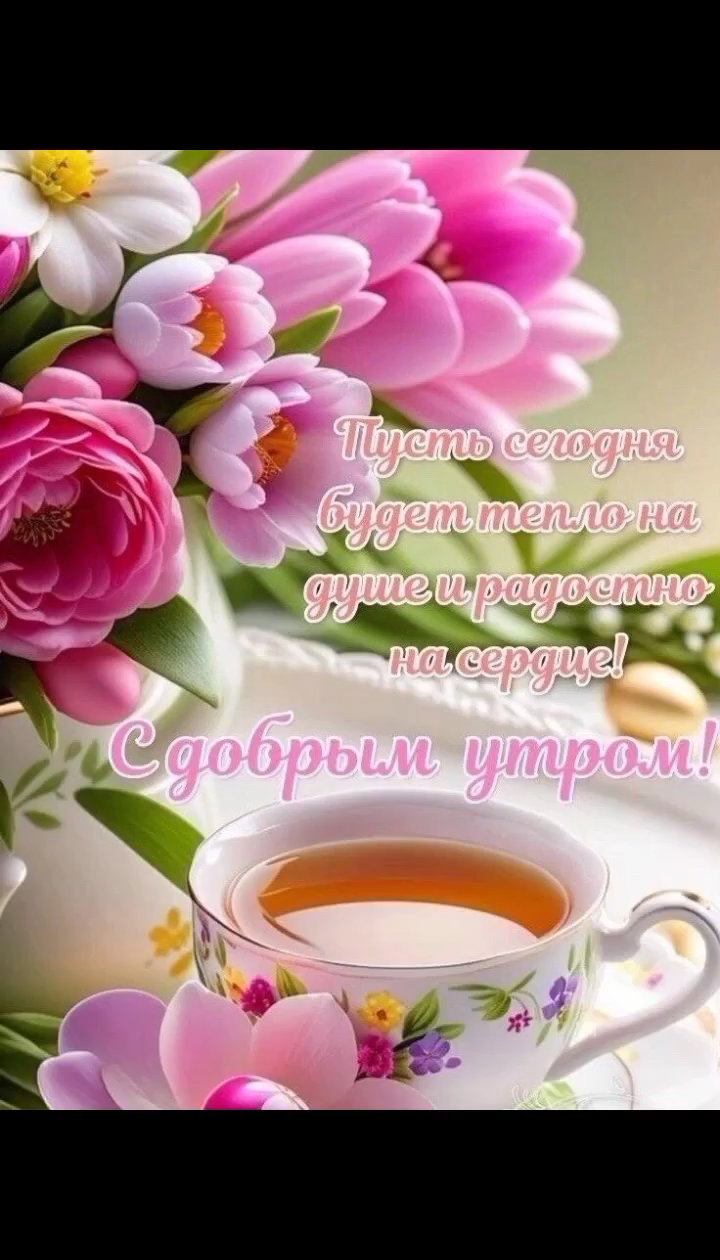 Пусть сегодня
будет тепло на
душе и радостно
на сердце!
С добрым утром!